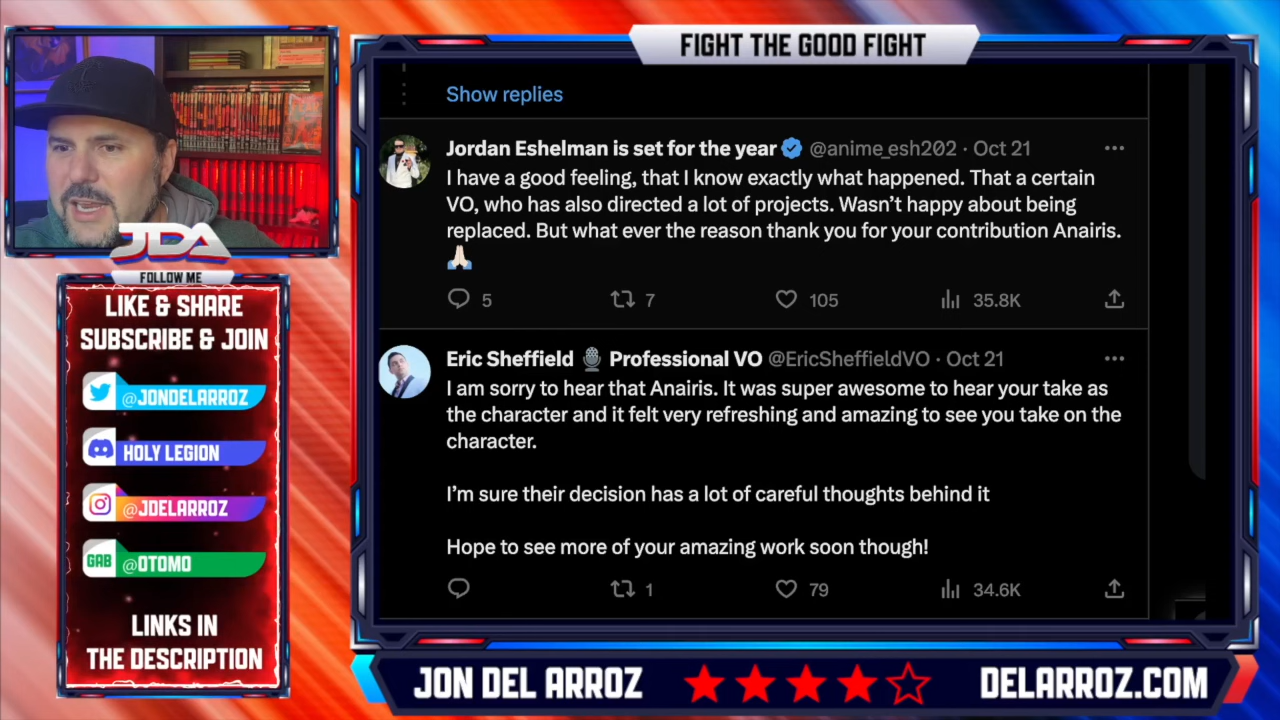 FIGHT THE GOOD FIGHT
Show replies
Jordan Eshelman is set for the year @anime_esh202 · Oct 21
I have a good feeling, that I know exactly what happened. That a certain
VO, who has also directed a lot of projects. Wasn't happy about being
replaced. But what ever the reason thank you for your contribution Anairis.
🙏🏻
5 7 105 35.8K
Eric Sheffield 🎙 Professional VO @EricSheffieldVO · Oct 21
I am sorry to hear that Anairis. It was super awesome to hear your take as
the character and it felt very refreshing and amazing to see you take on the
character.
I'm sure their decision has a lot of careful thoughts behind it
Hope to see more of your amazing work soon though!
1 79 34.6K
JDA
FOLLOW ME
LIKE & SHARE
SUBSCRIBE & JOIN
@JONDELARROZ
HOLY LEGION
@JDELARROZ
GAB @OTOMO
LINKS IN
THE DESCRIPTION
JON DEL ARROZ
DELARROZ.COM